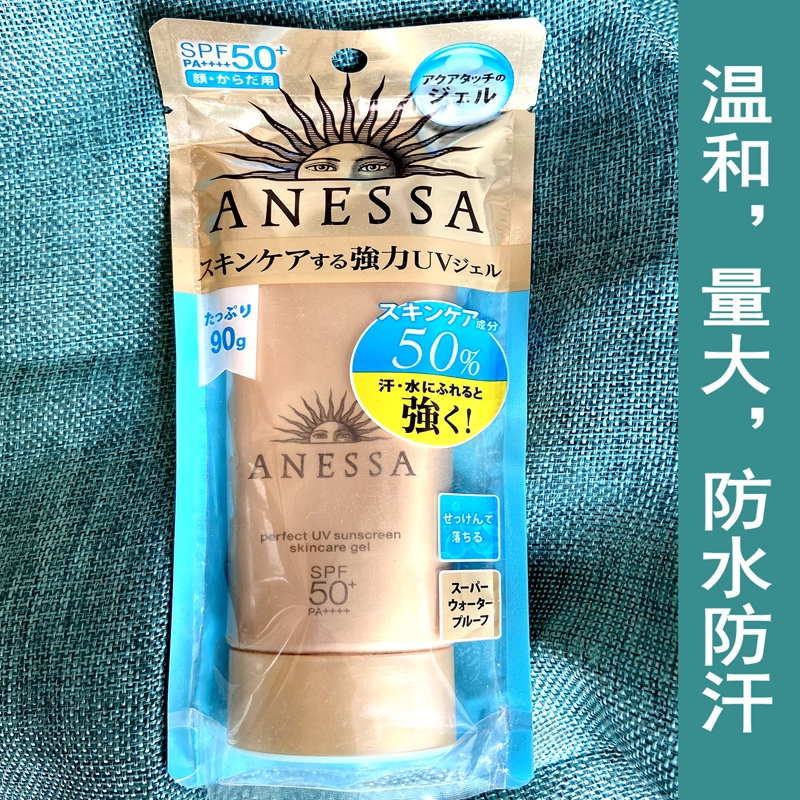 SPF50+
PA++++
顔・からだ用
アクアタッチの
ジェル
ANESSA
スキンケアする強力UVジェル
たっぷり
90g
スキンケア成分
50%
汗・水にふれると
強く!
ANESSA
perfect UV sunscreen
skincare gel
SPF
50+
PA++++
せっけんで
落ちる
スーパー
ウォーター
プルーフ
温和，量大，防水防汗